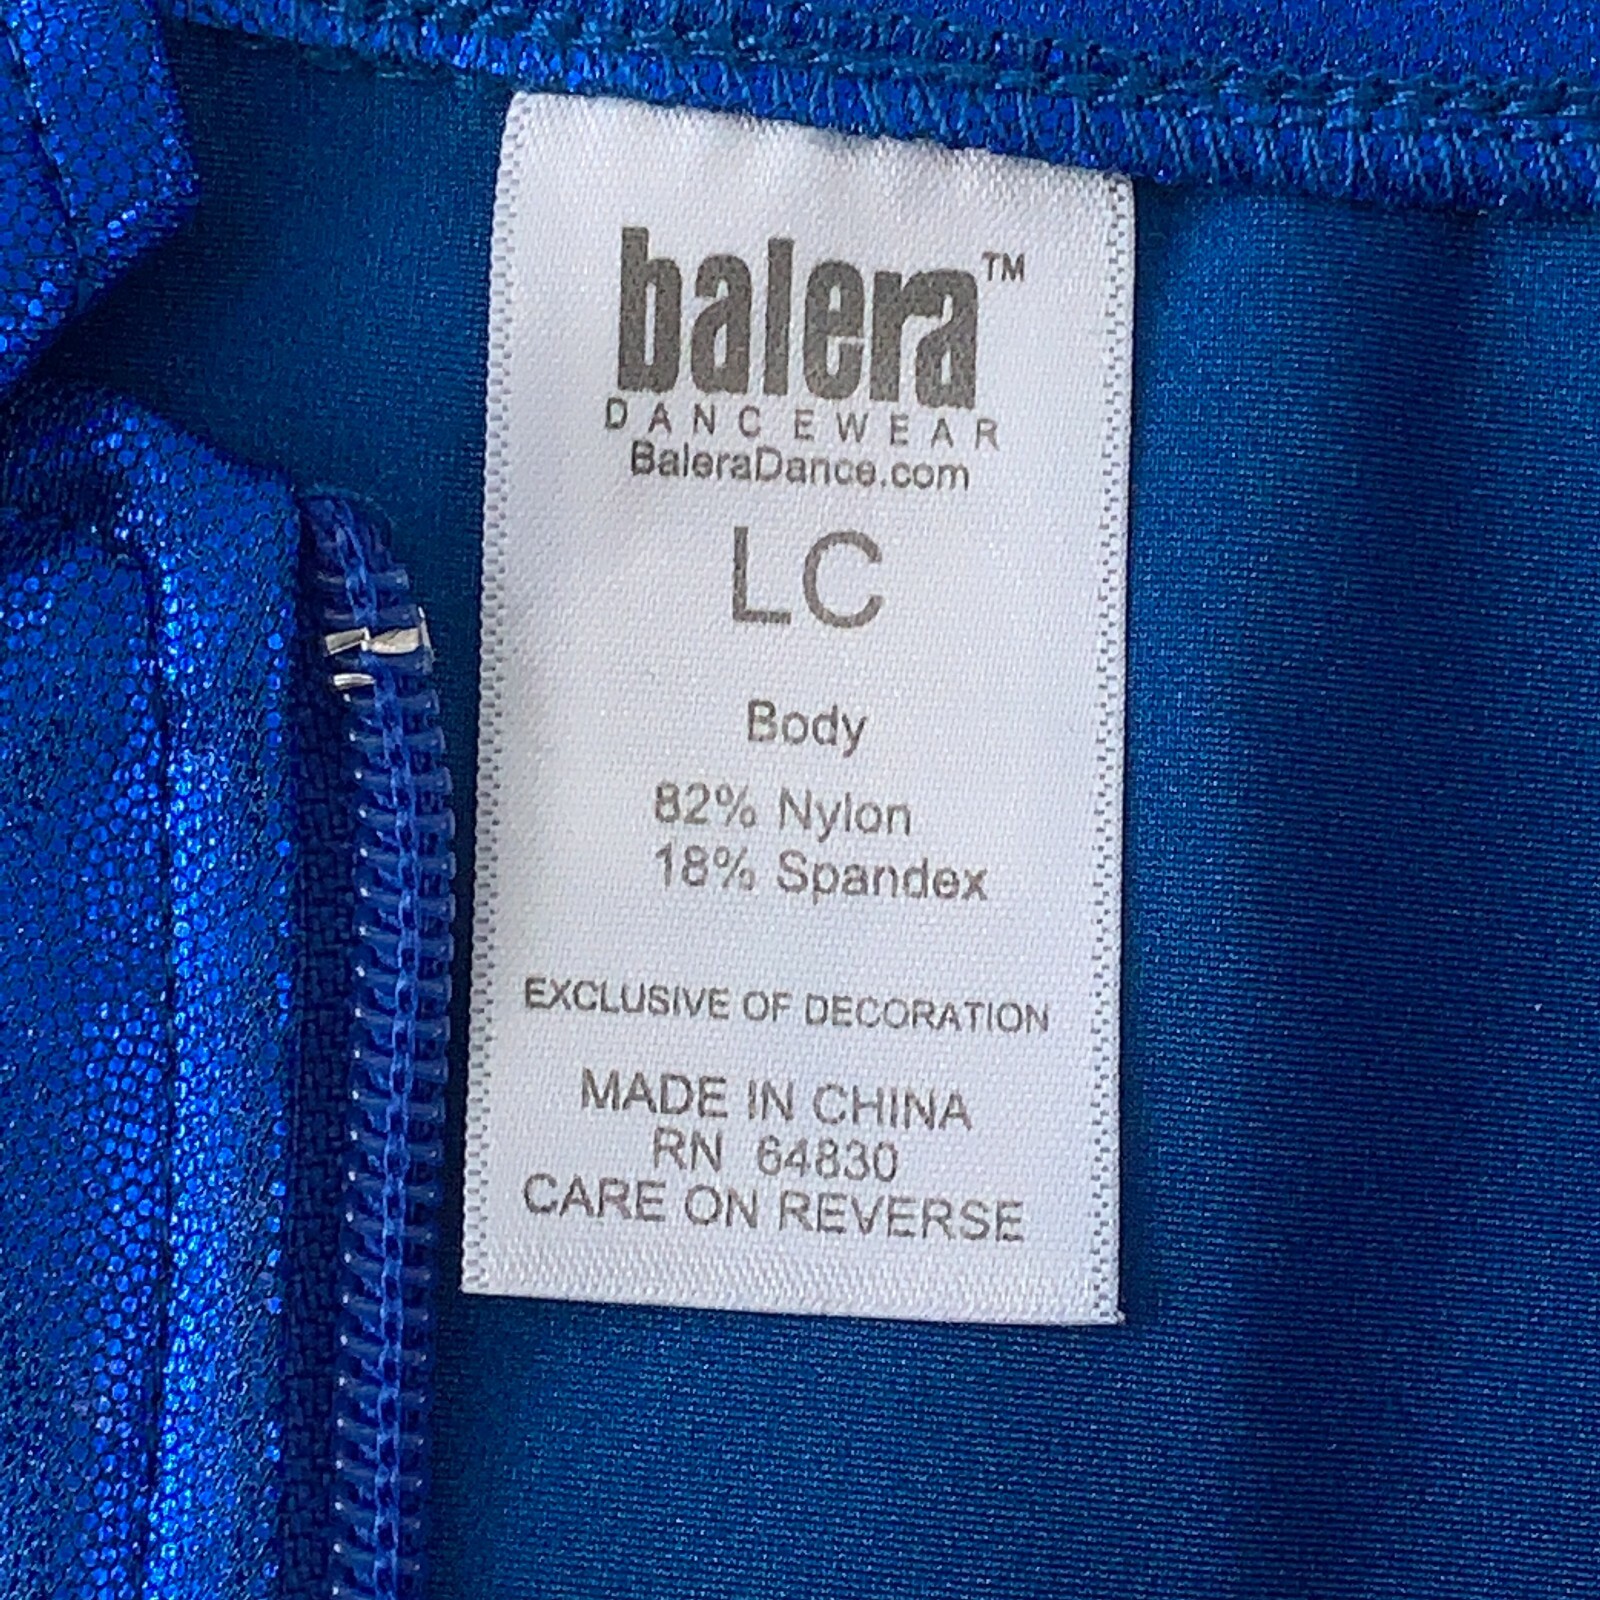 balera™
DANCEWEAR
BaleraDance.com
LC
Body
82% Nylon
18% Spandex
EXCLUSIVE OF DECORATION
MADE IN CHINA
RN 64830
CARE ON REVERSE